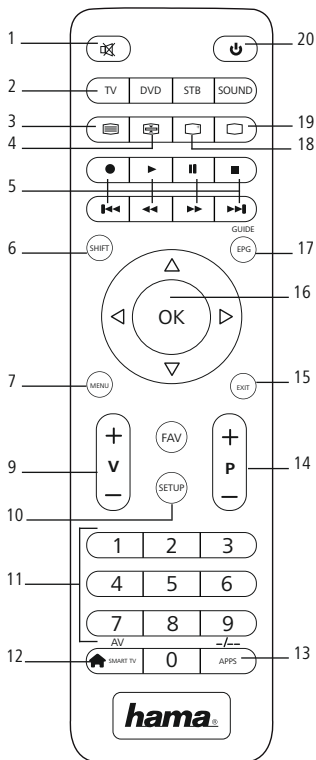 1
20
2
TV DVD STB SOUND
3
19
4
18
5
GUIDE
6
SHIFT
EPG
17
16
OK
7
MENU
EXIT
15
+
FAV
+
9
V
P
14
–
SETUP
–
10
11
1 2 3
4 5 6
7 8 9
AV
-/--
12
SMART TV
0
APPS
13
hama®